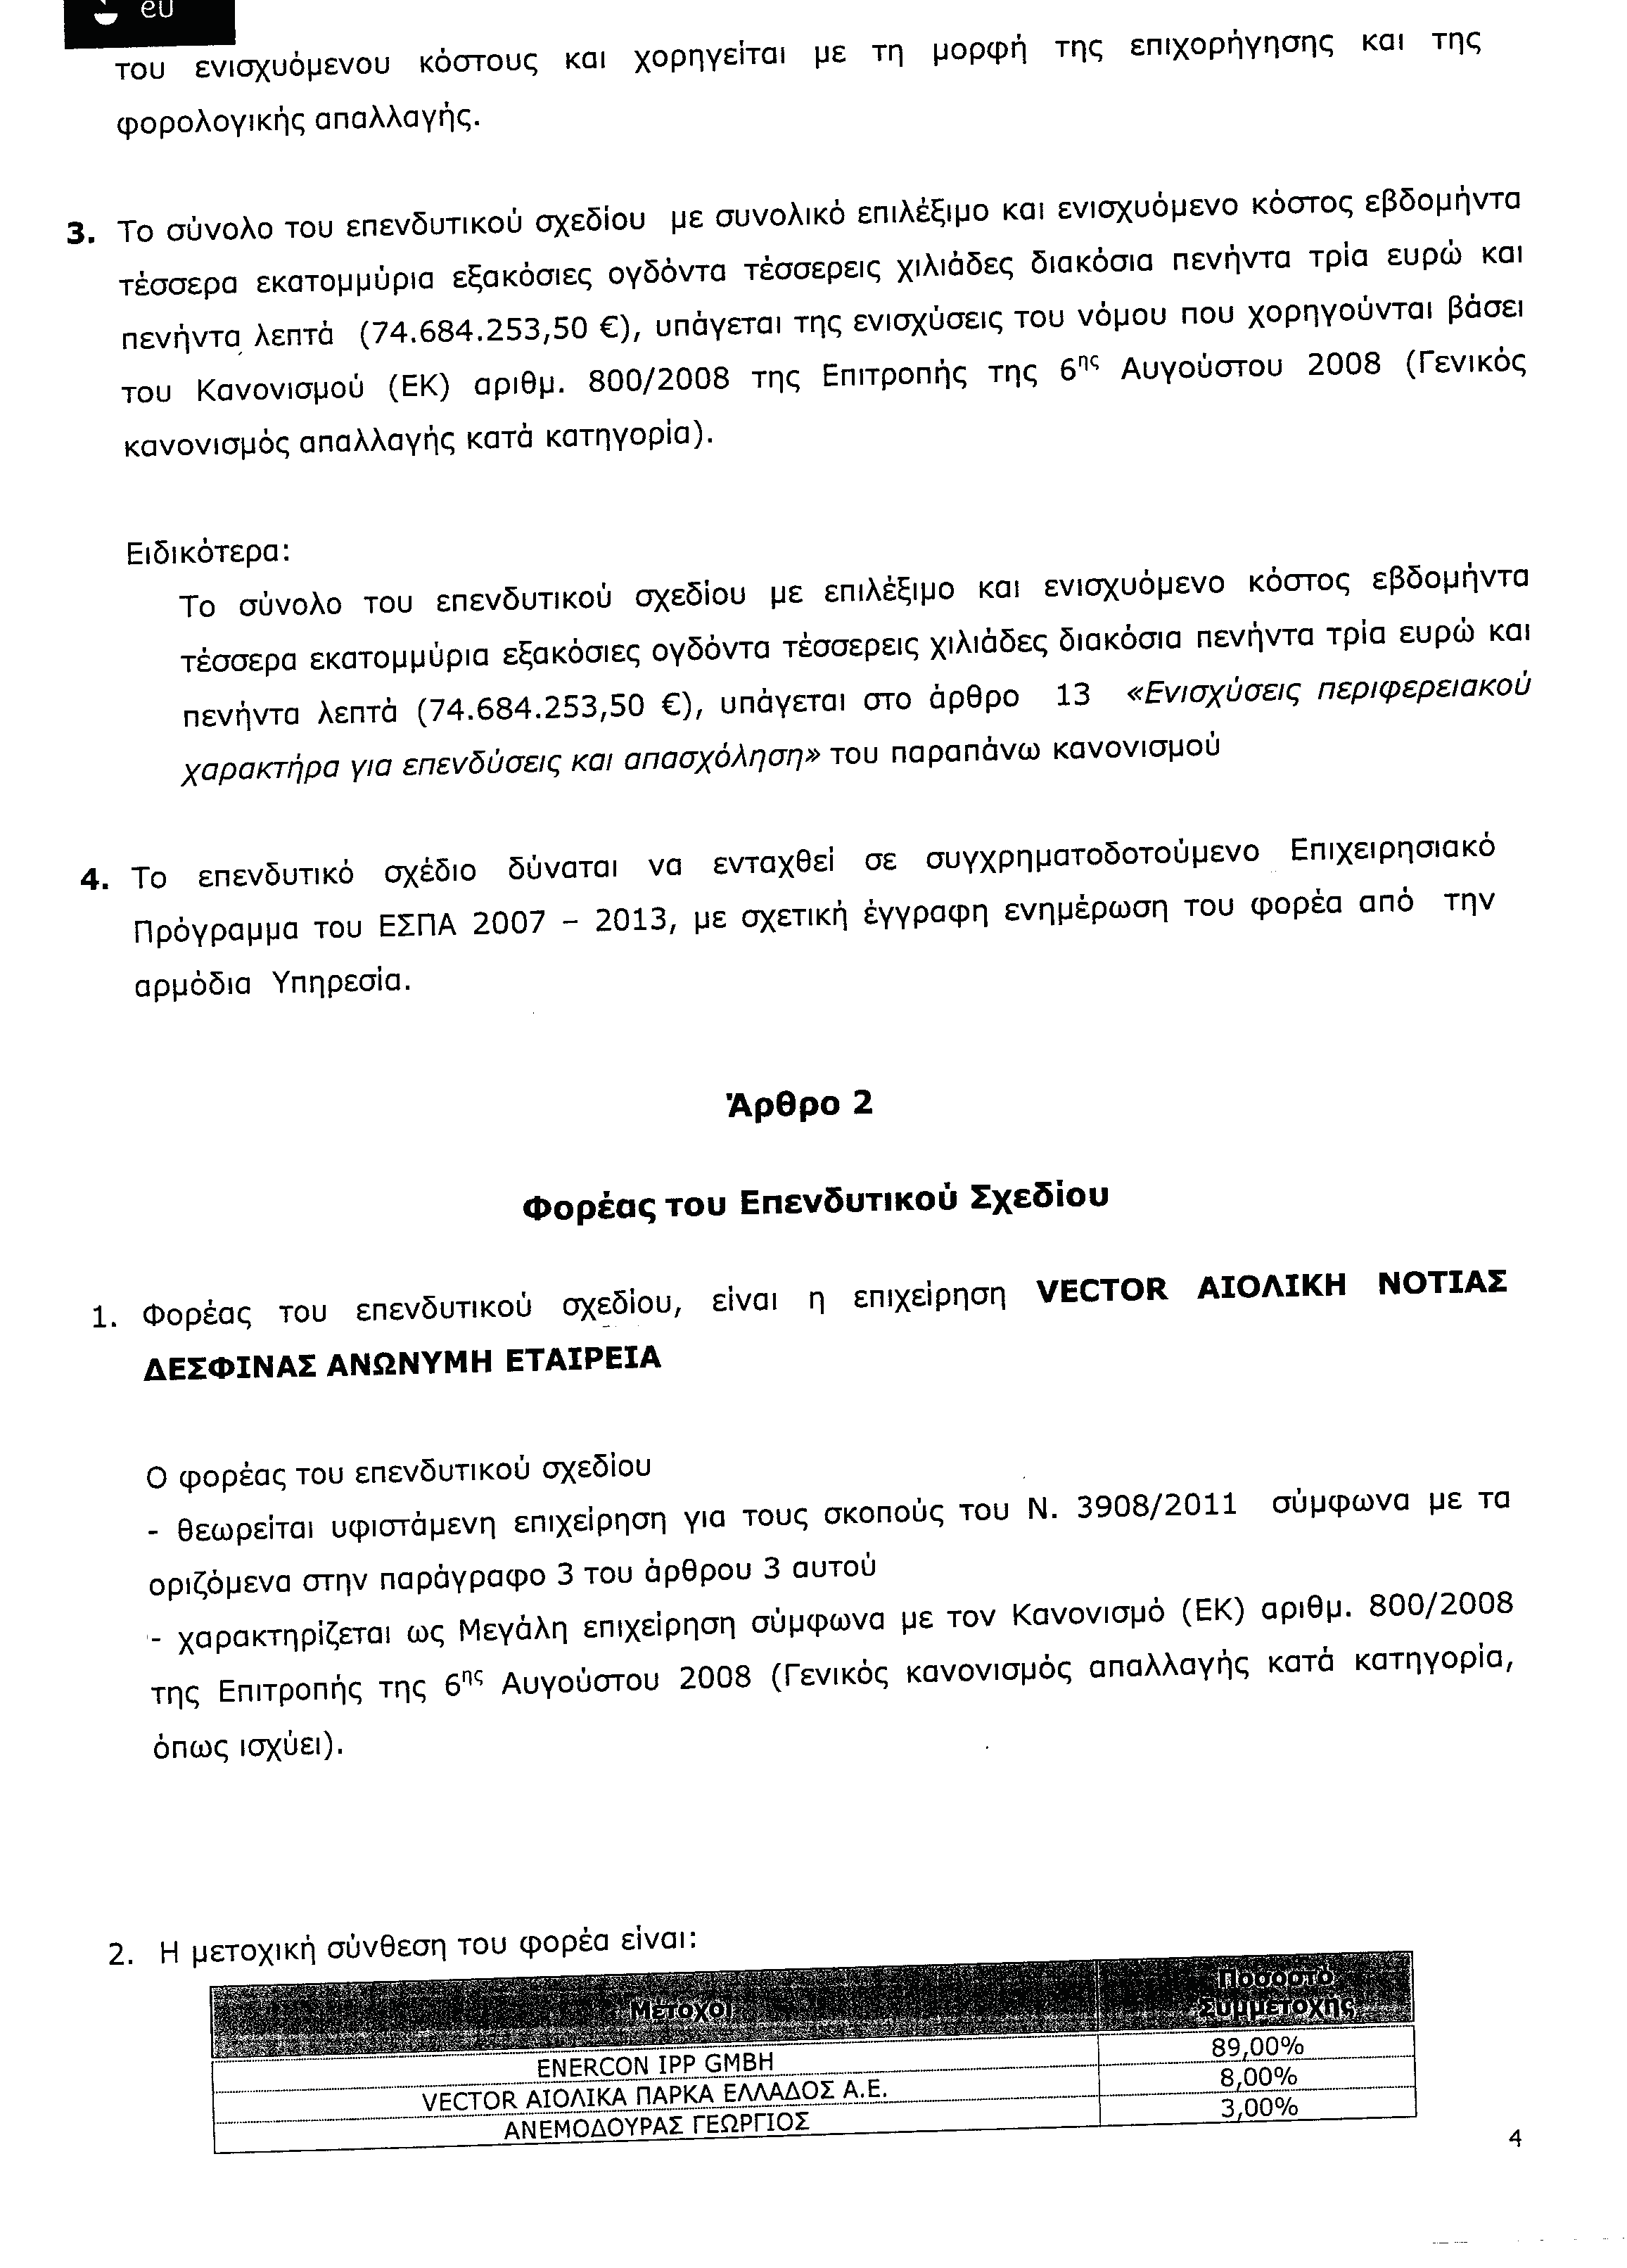 eu
του ενισχυόμενου κόστους και χορηγείται με τη μορφή της επιχορήγησης και της
φορολογικής απαλλαγής.
3. Το σύνολο του επενδυτικού σχεδίου με συνολικό επιλέξιμο και ενισχυόμενο κόστος εβδομήντα
τέσσερα εκατομμύρια εξακόσιες ογδόντα τέσσερεις χιλιάδες διακόσια πενήντα τρία ευρώ και
πενήντα λεπτά (74.684.253,50 €), υπάγεται της ενισχύσεις του νόμου που χορηγούνται βάσει
του Κανονισμού (ΕΚ) αριθμ. 800/2008 της Επιτροπής της 6ης Αυγούστου 2008 (Γενικός
κανονισμός απαλλαγής κατά κατηγορία).
Ειδικότερα:
Το σύνολο του επενδυτικού σχεδίου με επιλέξιμο και ενισχυόμενο κόστος εβδομήντα
τέσσερα εκατομμύρια εξακόσιες ογδόντα τέσσερεις χιλιάδες διακόσια πενήντα τρία ευρώ και
πενήντα λεπτά (74.684.253,50 €), υπάγεται στο άρθρο 13 «Ενισχύσεις περιφερειακού
χαρακτήρα για επενδύσεις και απασχόληση» του παραπάνω κανονισμού
4. Το επενδυτικό σχέδιο δύναται να ενταχθεί σε συγχρηματοδοτούμενο Επιχειρησιακό
Πρόγραμμα του ΕΣΠΑ 2007 – 2013, με σχετική έγγραφη ενημέρωση του φορέα από την
αρμόδια Υπηρεσία.
Άρθρο 2
Φορέας του Επενδυτικού Σχεδίου
1. Φορέας του επενδυτικού σχεδίου, είναι η επιχείρηση VECTOR ΑΙΟΛΙΚΗ ΝΟΤΙΑΣ
ΔΕΣΦΙΝΑΣ ΑΝΩΝΥΜΗ ΕΤΑΙΡΕΙΑ
Ο φορέας του επενδυτικού σχεδίου
- θεωρείται υφιστάμενη επιχείρηση για τους σκοπούς του Ν. 3908/2011 σύμφωνα με τα
οριζόμενα στην παράγραφο 3 του άρθρου 3 αυτού
- χαρακτηρίζεται ως Μεγάλη επιχείρηση σύμφωνα με τον Κανονισμό (ΕΚ) αριθμ. 800/2008
της Επιτροπής της 6ης Αυγούστου 2008 (Γενικός κανονισμός απαλλαγής κατά κατηγορία,
όπως ισχύει).
2. Η μετοχική σύνθεση του φορέα είναι:
Μέτοχοι Ποσοστό
Συμμετοχής
ENERCON IPP GMBH 89,00%
VECTOR ΑΙΟΛΙΚΑ ΠΑΡΚΑ ΕΛΛΑΔΟΣ Α.Ε. 8,00%
ΑΝΕΜΟΔΟΥΡΑΣ ΓΕΩΡΓΙΟΣ 3,00%
4